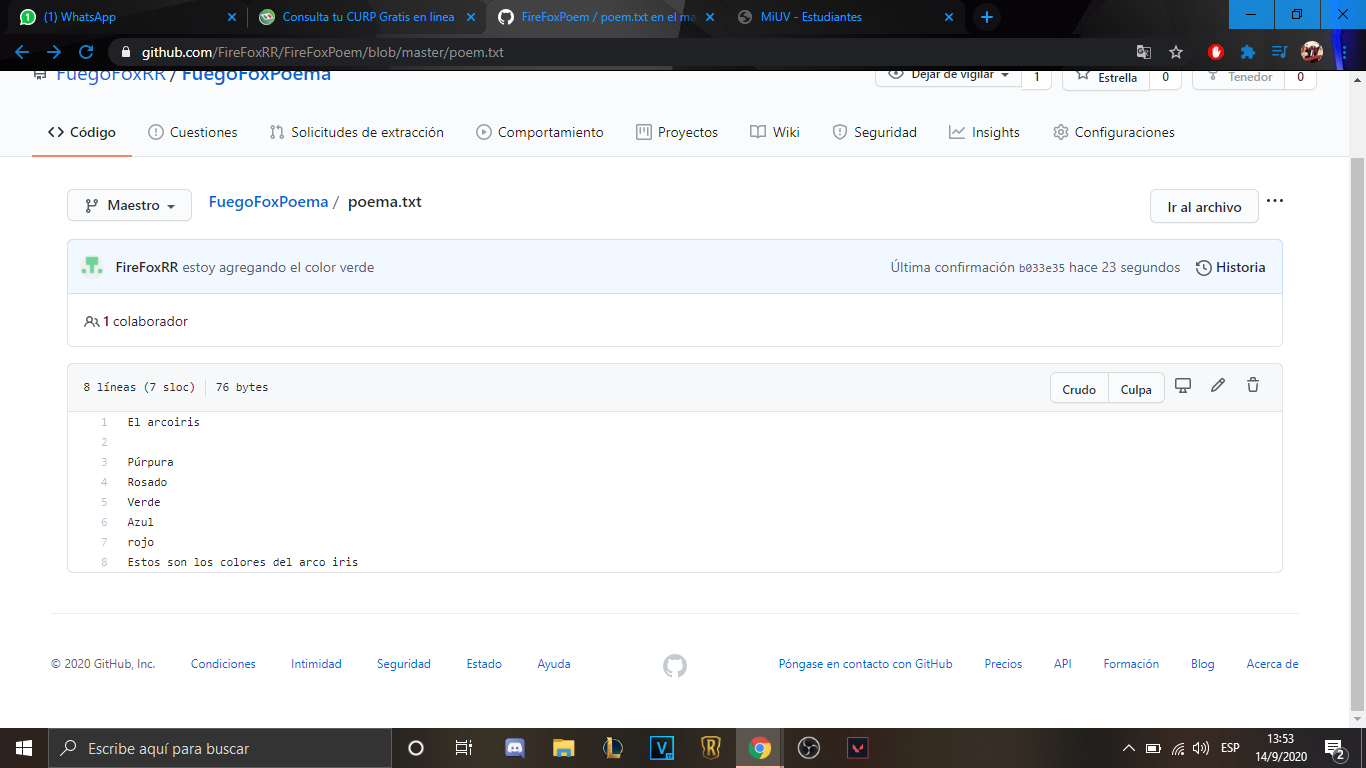 (1) WhatsApp
Consulta tu CURP Gratis en linea
FireFoxPoem / poem.txt en el ma
MiUV - Estudiantes
github.com/FireFoxRR/FireFoxPoem/blob/master/poem.txt
FuegoFoxRR / FuegoFoxPoema
Dejar de vigilar 1
Estrella 0
Tenedor 0
Código
Cuestiones
Solicitudes de extracción
Comportamiento
Proyectos
Wiki
Seguridad
Insights
Configuraciones
Maestro
FuegoFoxPoema / poema.txt
Ir al archivo
FireFoxRR estoy agregando el color verde
Última confirmación b033e35 hace 23 segundos
Historia
1 colaborador
8 líneas (7 sloc) 76 bytes
Crudo
Culpa
1 El arcoiris
2
3 Púrpura
4 Rosado
5 Verde
6 Azul
7 rojo
8 Estos son los colores del arco iris
© 2020 GitHub, Inc.
Condiciones
Intimidad
Seguridad
Estado
Ayuda
Póngase en contacto con GitHub
Precios
API
Formación
Blog
Acerca de
Escribe aquí para buscar
ESP
13:53
14/9/2020
2